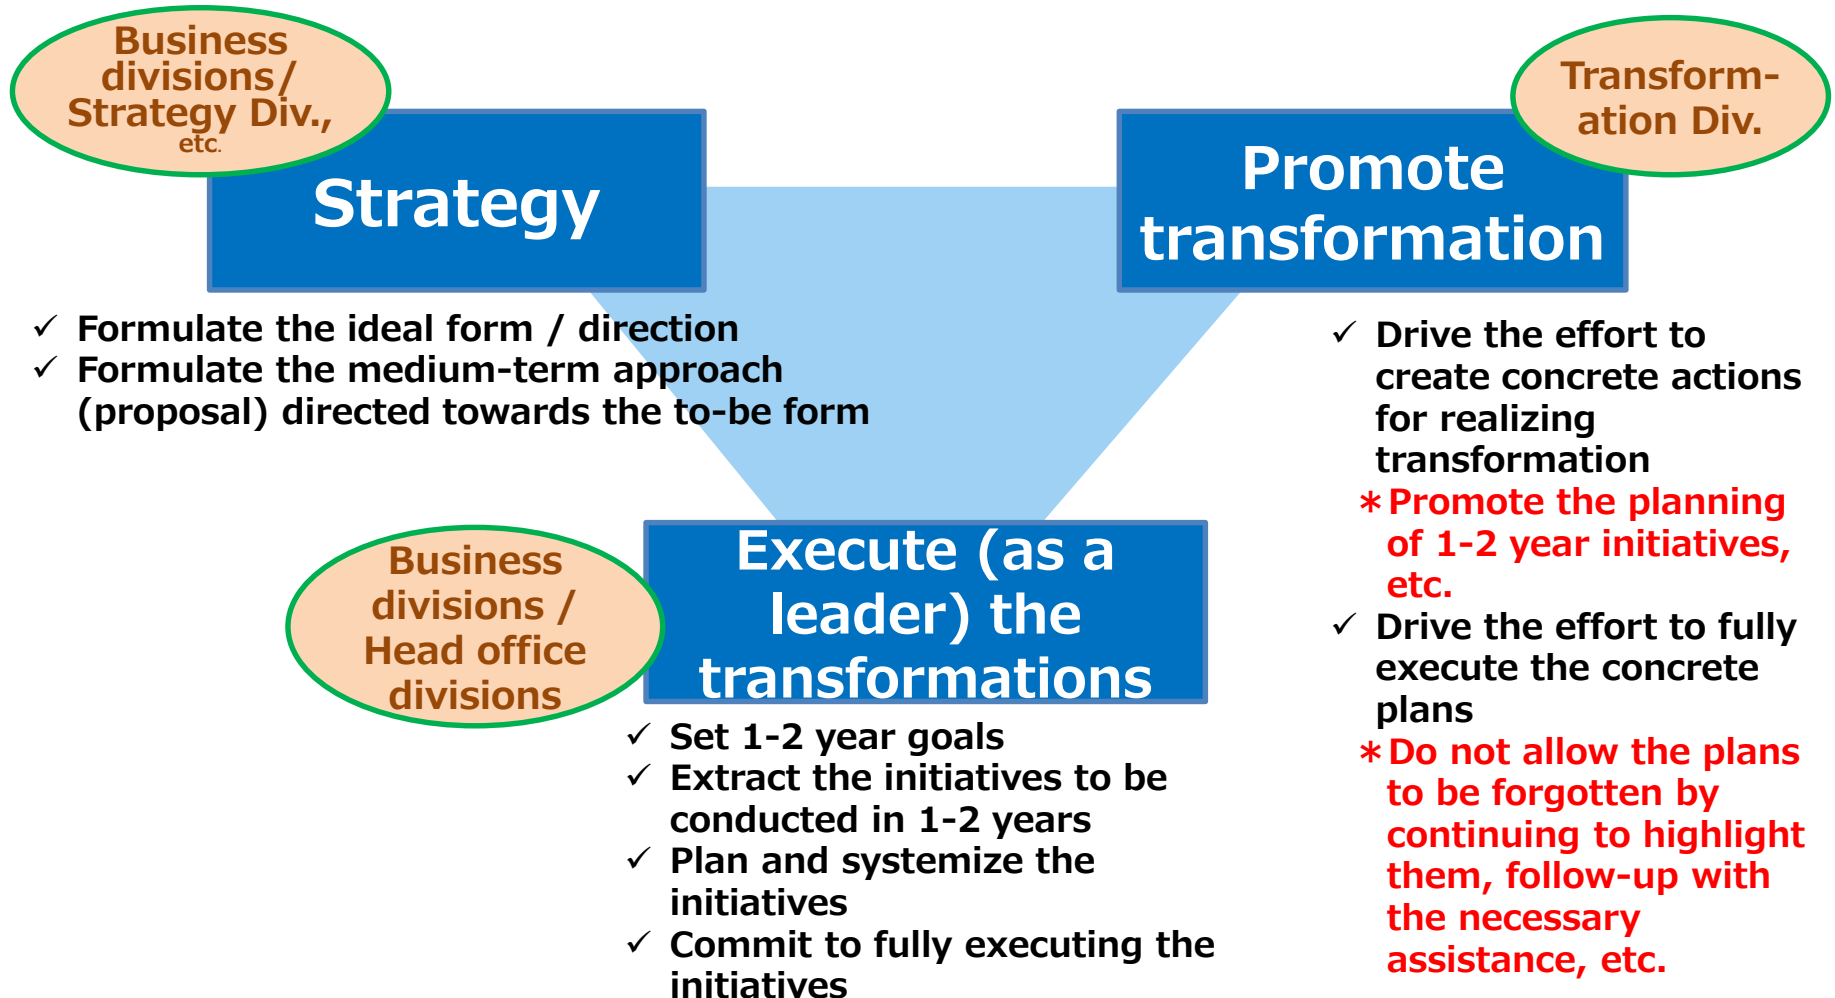 Business
divisions/
Strategy Div.,
etc.
Strategy
✓ Formulate the ideal form / direction
✓ Formulate the medium-term approach
(proposal) directed towards the to-be form
Transform-
ation Div.
Promote
transformation
✓ Drive the effort to
create concrete actions
for realizing
transformation
*Promote the planning
of 1-2 year initiatives,
etc.
✓ Drive the effort to fully
execute the concrete
plans
*Do not allow the plans
to be forgotten by
continuing to highlight
them, follow-up with
the necessary
assistance, etc.
Business
divisions /
Head office
divisions
Execute (as a
leader) the
transformations
✓ Set 1-2 year goals
✓ Extract the initiatives to be
conducted in 1-2 years
✓ Plan and systemize the
initiatives
✓ Commit to fully executing the
initiatives